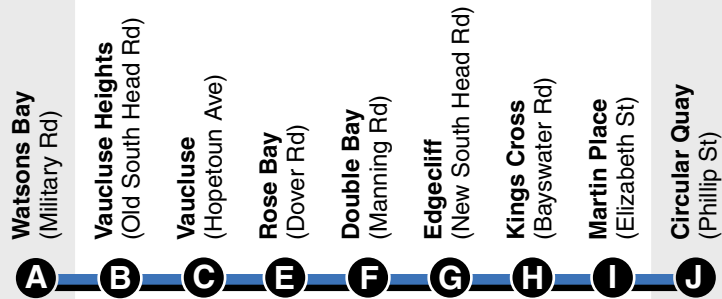 Watsons Bay
(Military Rd)
Vaucluse Heights
(Old South Head Rd)
Vaucluse
(Hopetoun Ave)
Rose Bay
(Dover Rd)
Double Bay
(Manning Rd)
Edgecliff
(New South Head Rd)
Kings Cross
(Bayswater Rd)
Martin Place
(Elizabeth St)
Circular Quay
(Phillip St)
A B C E F G H I J